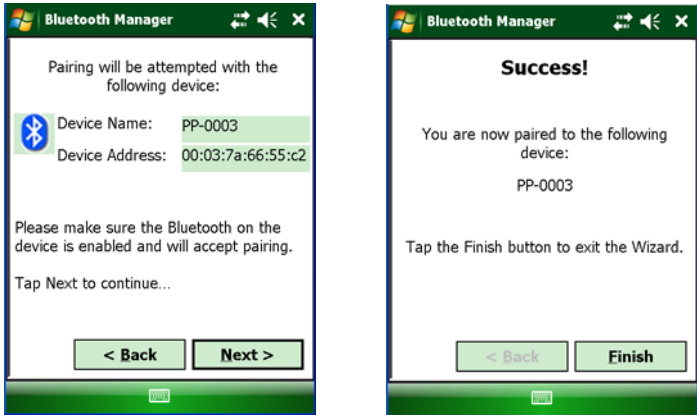 Bluetooth Manager
Pairing will be attempted with the
following device:
Device Name: PP-0003
Device Address: 00:03:7a:66:55:c2
Please make sure the Bluetooth on the
device is enabled and will accept pairing.
Tap Next to continue...
< Back Next >
Bluetooth Manager
Success!
You are now paired to the following
device:
PP-0003
Tap the Finish button to exit the Wizard.
< Back Finish